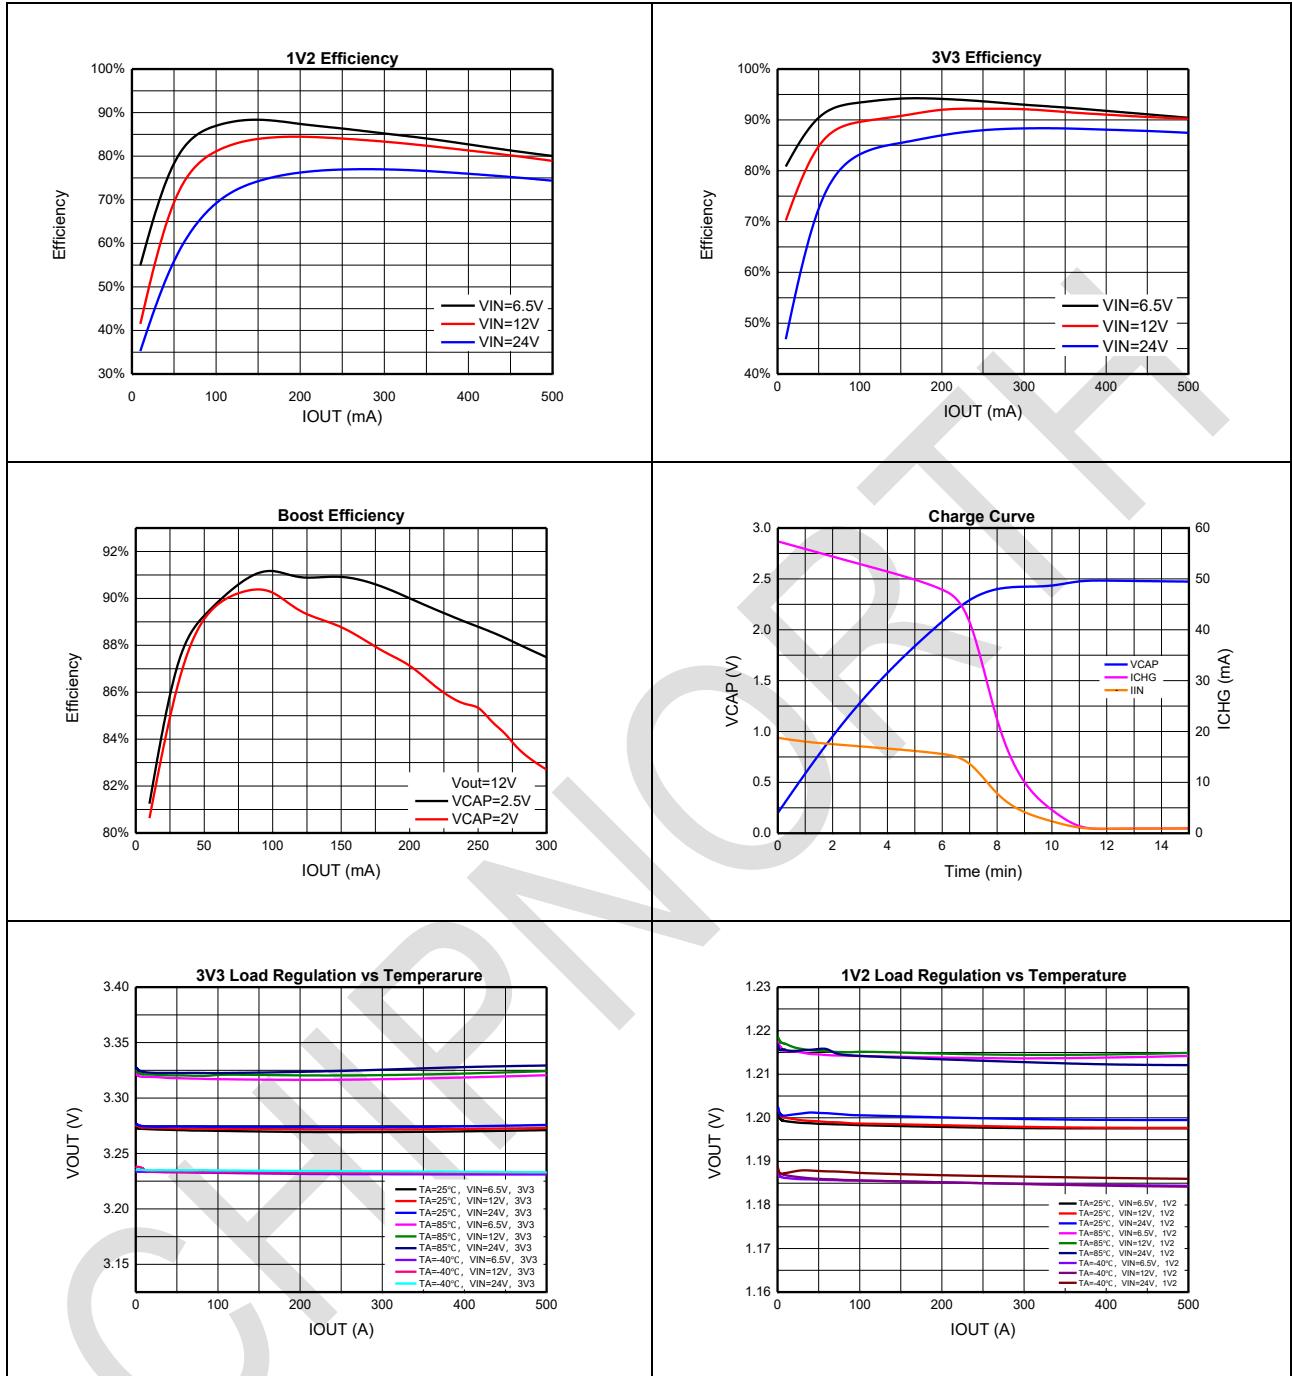 1V2 Efficiency
100%
90%
80%
70%
60%
50%
40%
30%
Efficiency
VIN=6.5V
VIN=12V
VIN=24V
0 100 200 300 400 500
IOUT (mA)
3V3 Efficiency
100%
90%
80%
70%
60%
50%
40%
Efficiency
VIN=6.5V
VIN=12V
VIN=24V
0 100 200 300 400 500
IOUT (mA)
Boost Efficiency
92%
90%
88%
86%
84%
82%
80%
Efficiency
Vout=12V
VCAP=2.5V
VCAP=2V
0 50 100 150 200 250 300
IOUT (mA)
Charge Curve
3.0
2.5
2.0
1.5
1.0
0.5
0.0
VCAP (V)
VCAP
ICHG
IIN
60
50
40
30
20
10
0
ICHG (mA)
0 2 4 6 8 10 12 14
Time (min)
3V3 Load Regulation vs Temperarure
3.40
3.35
3.30
3.25
3.20
3.15
VOUT (V)
TA=25℃, VIN=6.5V, 3V3
TA=25℃, VIN=12V, 3V3
TA=25℃, VIN=24V, 3V3
TA=85℃, VIN=6.5V, 3V3
TA=85℃, VIN=12V, 3V3
TA=85℃, VIN=24V, 3V3
TA=-40℃, VIN=6.5V, 3V3
TA=-40℃, VIN=12V, 3V3
TA=-40℃, VIN=24V, 3V3
0 100 200 300 400 500
IOUT (A)
1V2 Load Regulation vs Temperature
1.23
1.22
1.21
1.20
1.19
1.18
1.17
1.16
VOUT (V)
TA=25℃, VIN=6.5V, 1V2
TA=25℃, VIN=12V, 1V2
TA=25℃, VIN=24V, 1V2
TA=85℃, VIN=6.5V, 1V2
TA=85℃, VIN=12V, 1V2
TA=85℃, VIN=24V, 1V2
TA=-40℃, VIN=6.5V, 1V2
TA=-40℃, VIN=12V, 1V2
TA=-40℃, VIN=24V, 1V2
0 100 200 300 400 500
IOUT (A)
CHIPNORTH